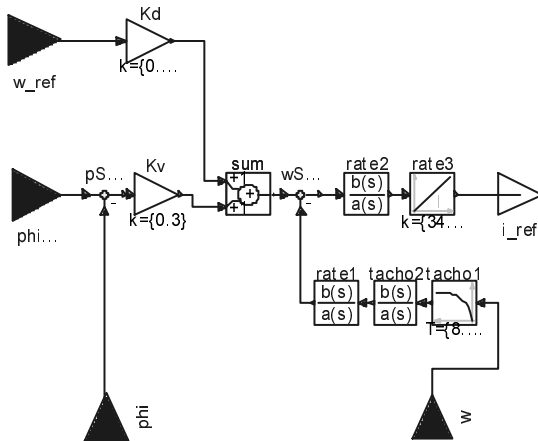 Kd
w_ref
k={0....
pS...
Kv
sum
wS...
rate2
rate3
+
+
+
-
-
b(s)
a(s)
phi...
k={0.3}
k={34...
i_ref
rate1
tacho2
tacho1
b(s)
a(s)
b(s)
a(s)
T={8....
phi
w